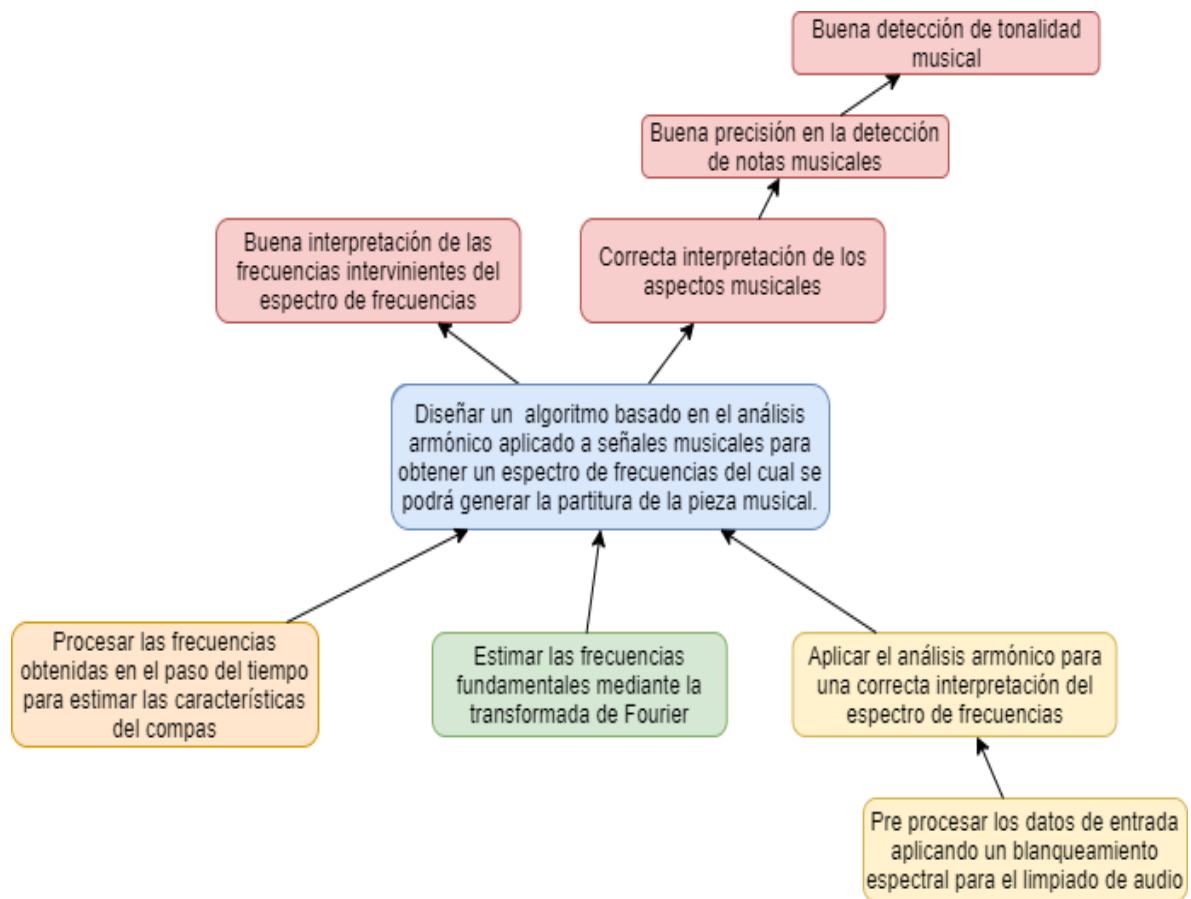 Buena detección de tonalidad
musical
Buena precisión en la detección
de notas musicales
Buena interpretación de las
frecuencias intervinientes del
espectro de frecuencias
Correcta interpretación de los
aspectos musicales
Diseñar un algoritmo basado en el análisis
armónico aplicado a señales musicales para
obtener un espectro de frecuencias del cual se
podrá generar la partitura de la pieza musical.
Procesar las frecuencias
obtenidas en el paso del tiempo
para estimar las características
del compas
Estimar las frecuencias
fundamentales mediante la
transformada de Fourier
Aplicar el análisis armónico para
una correcta interpretación del
espectro de frecuencias
Pre procesar los datos de entrada
aplicando un blanqueamiento
espectral para el limpiado de audio